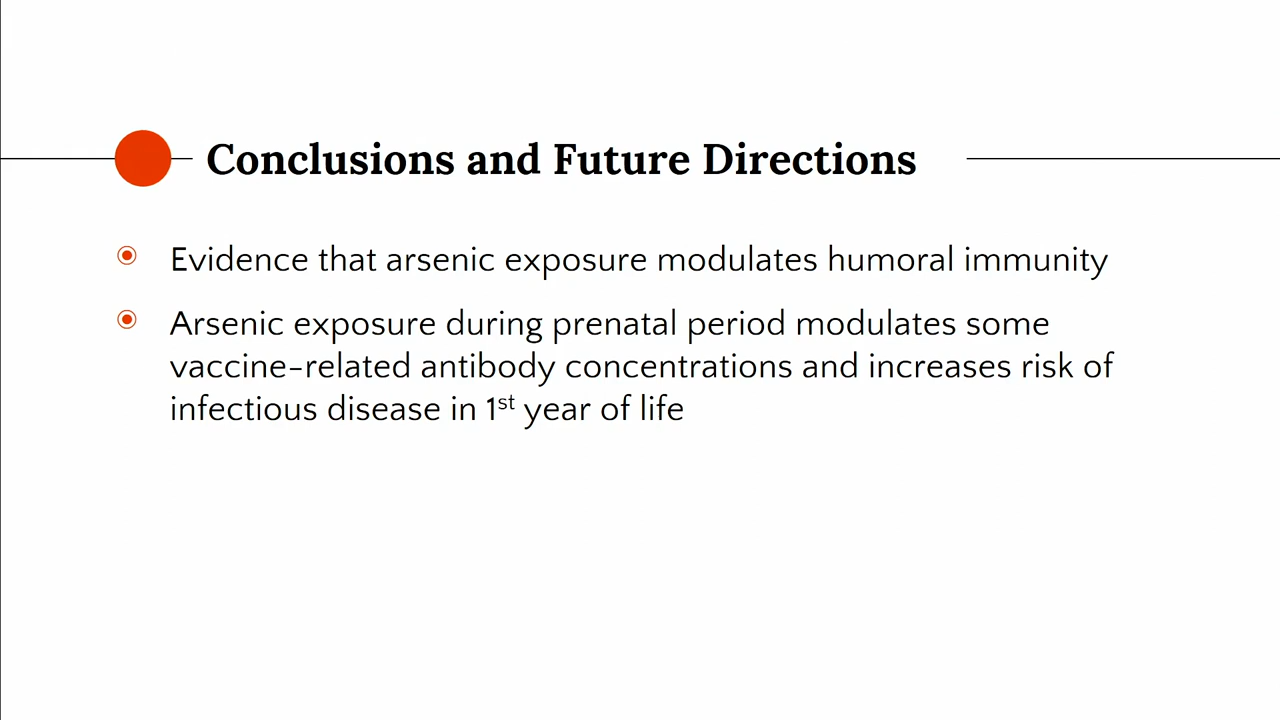 Conclusions and Future Directions
Evidence that arsenic exposure modulates humoral immunity
Arsenic exposure during prenatal period modulates some
vaccine-related antibody concentrations and increases risk of
infectious disease in 1st year of life